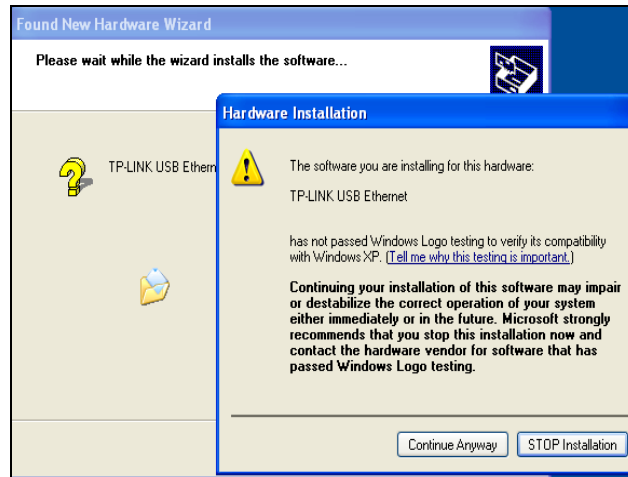 Found New Hardware Wizard
Please wait while the wizard installs the software...
Hardware Installation
TP-LINK USB Ethern
The software you are installing for this hardware:
TP-LINK USB Ethernet
has not passed Windows Logo testing to verify its compatibility
with Windows XP. (Tell me why this testing is important.)
Continuing your installation of this software may impair
or destabilize the correct operation of your system
either immediately or in the future. Microsoft strongly
recommends that you stop this installation now and
contact the hardware vendor for software that has
passed Windows Logo testing.
Continue Anyway
STOP Installation